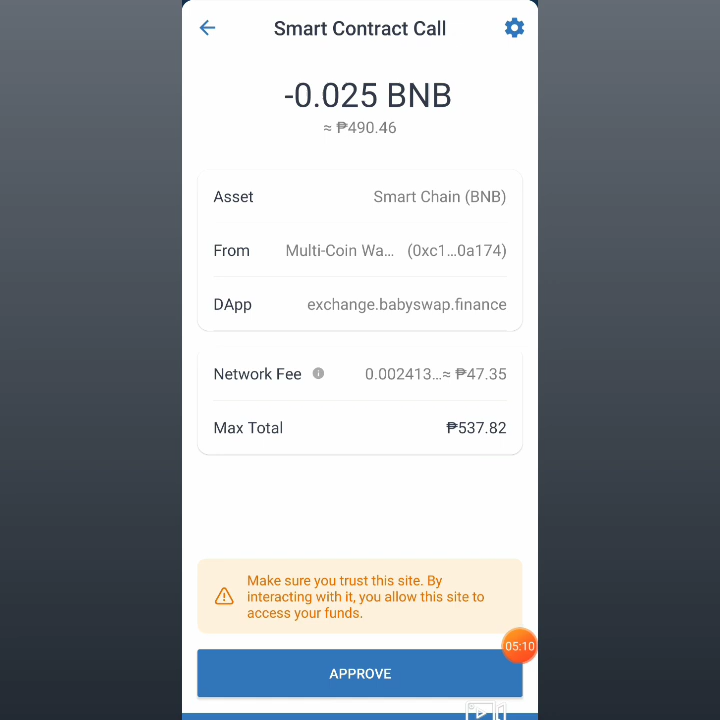 Smart Contract Call
-0.025 BNB
≈ ₱490.46
Asset Smart Chain (BNB)
From Multi-Coin Wa... (0xc1...0a174)
DApp exchange.babyswap.finance
Network Fee 0.002413...≈ ₱47.35
Max Total ₱537.82
Make sure you trust this site. By
interacting with it, you allow this site to
access your funds.
05:10
APPROVE